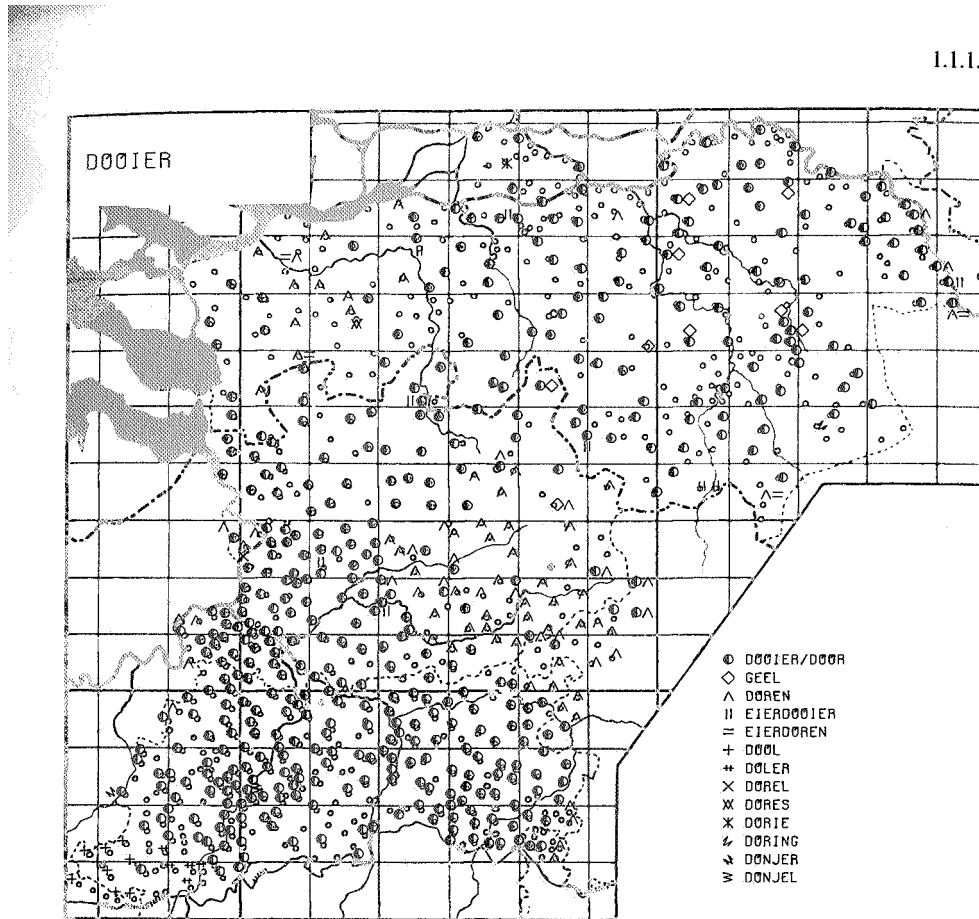 1.1.1.
DOOIER
DOOIER/DOOR
GEEL
DOREN
EIERDOOIER
EIERDOREN
DOOL
DOLER
DOREL
DORES
DORIE
DORING
DONJER
DONJEL